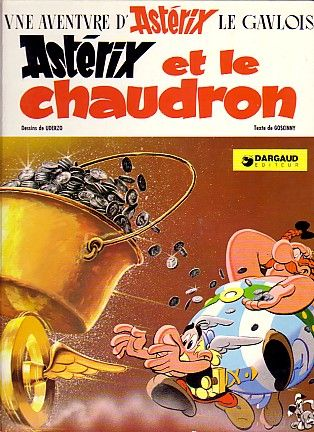 VNE AVENTVRE D'Astérix LE GAVLOIS
Astérix et le
chaudron
Dessins de UDERZO Texte de GOSCINNY
DARGAUD
EDITEUR